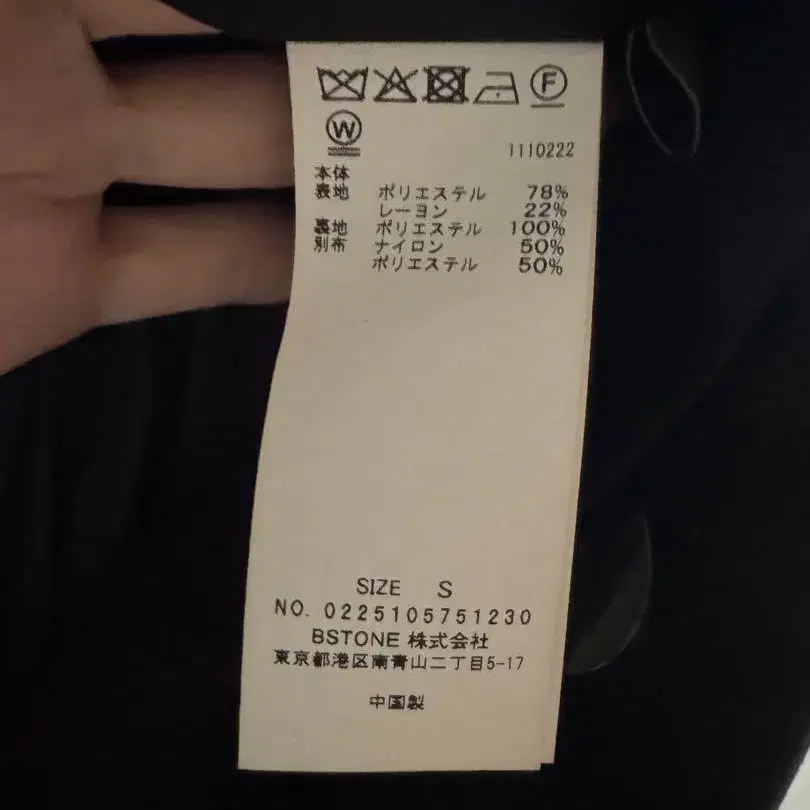 F
W
1110222
本体
表地 ポリエステル 78%
レーヨン 22%
裏地 ポリエステル 100%
別布 ナイロン 50%
ポリエステル 50%
SIZE S
NO. 0225105751230
BSTONE 株式会社
東京都港区南青山二丁目5-17
中国製